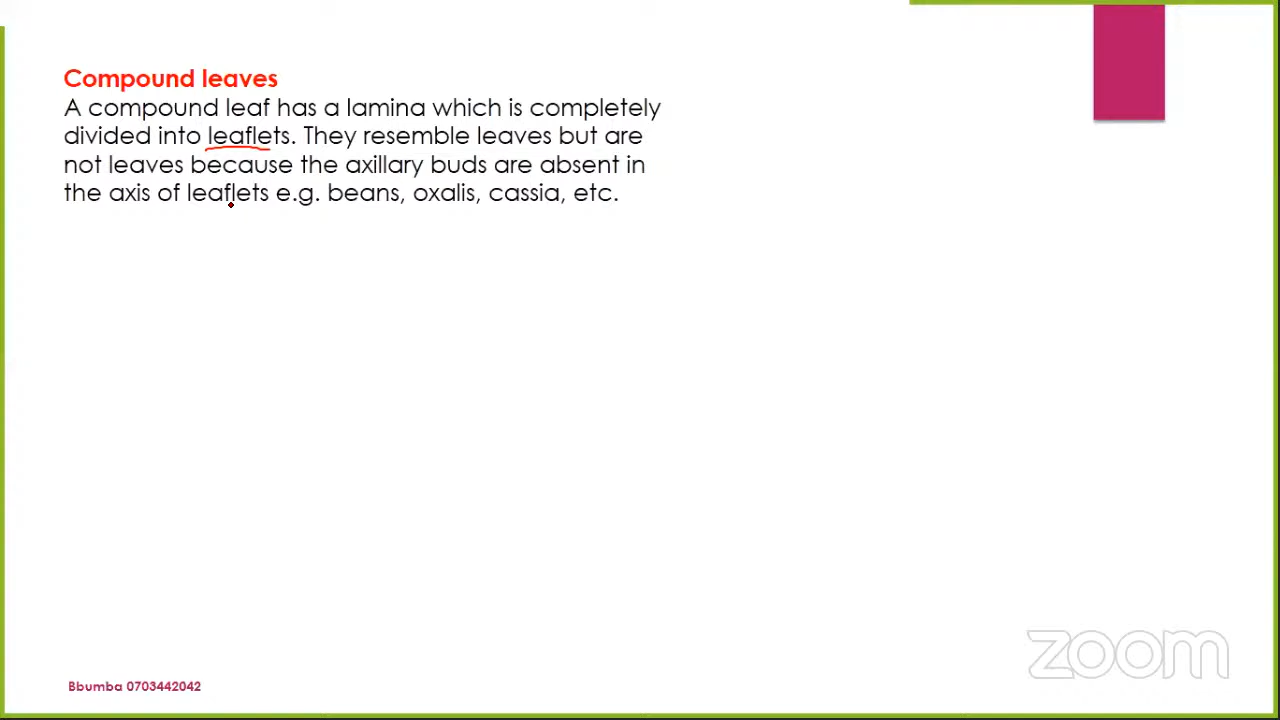 Compound leaves
A compound leaf has a lamina which is completely
divided into leaflets. They resemble leaves but are
not leaves because the axillary buds are absent in
the axis of leaflets e.g. beans, oxalis, cassia, etc.
zoom
Bbumba 0703442042